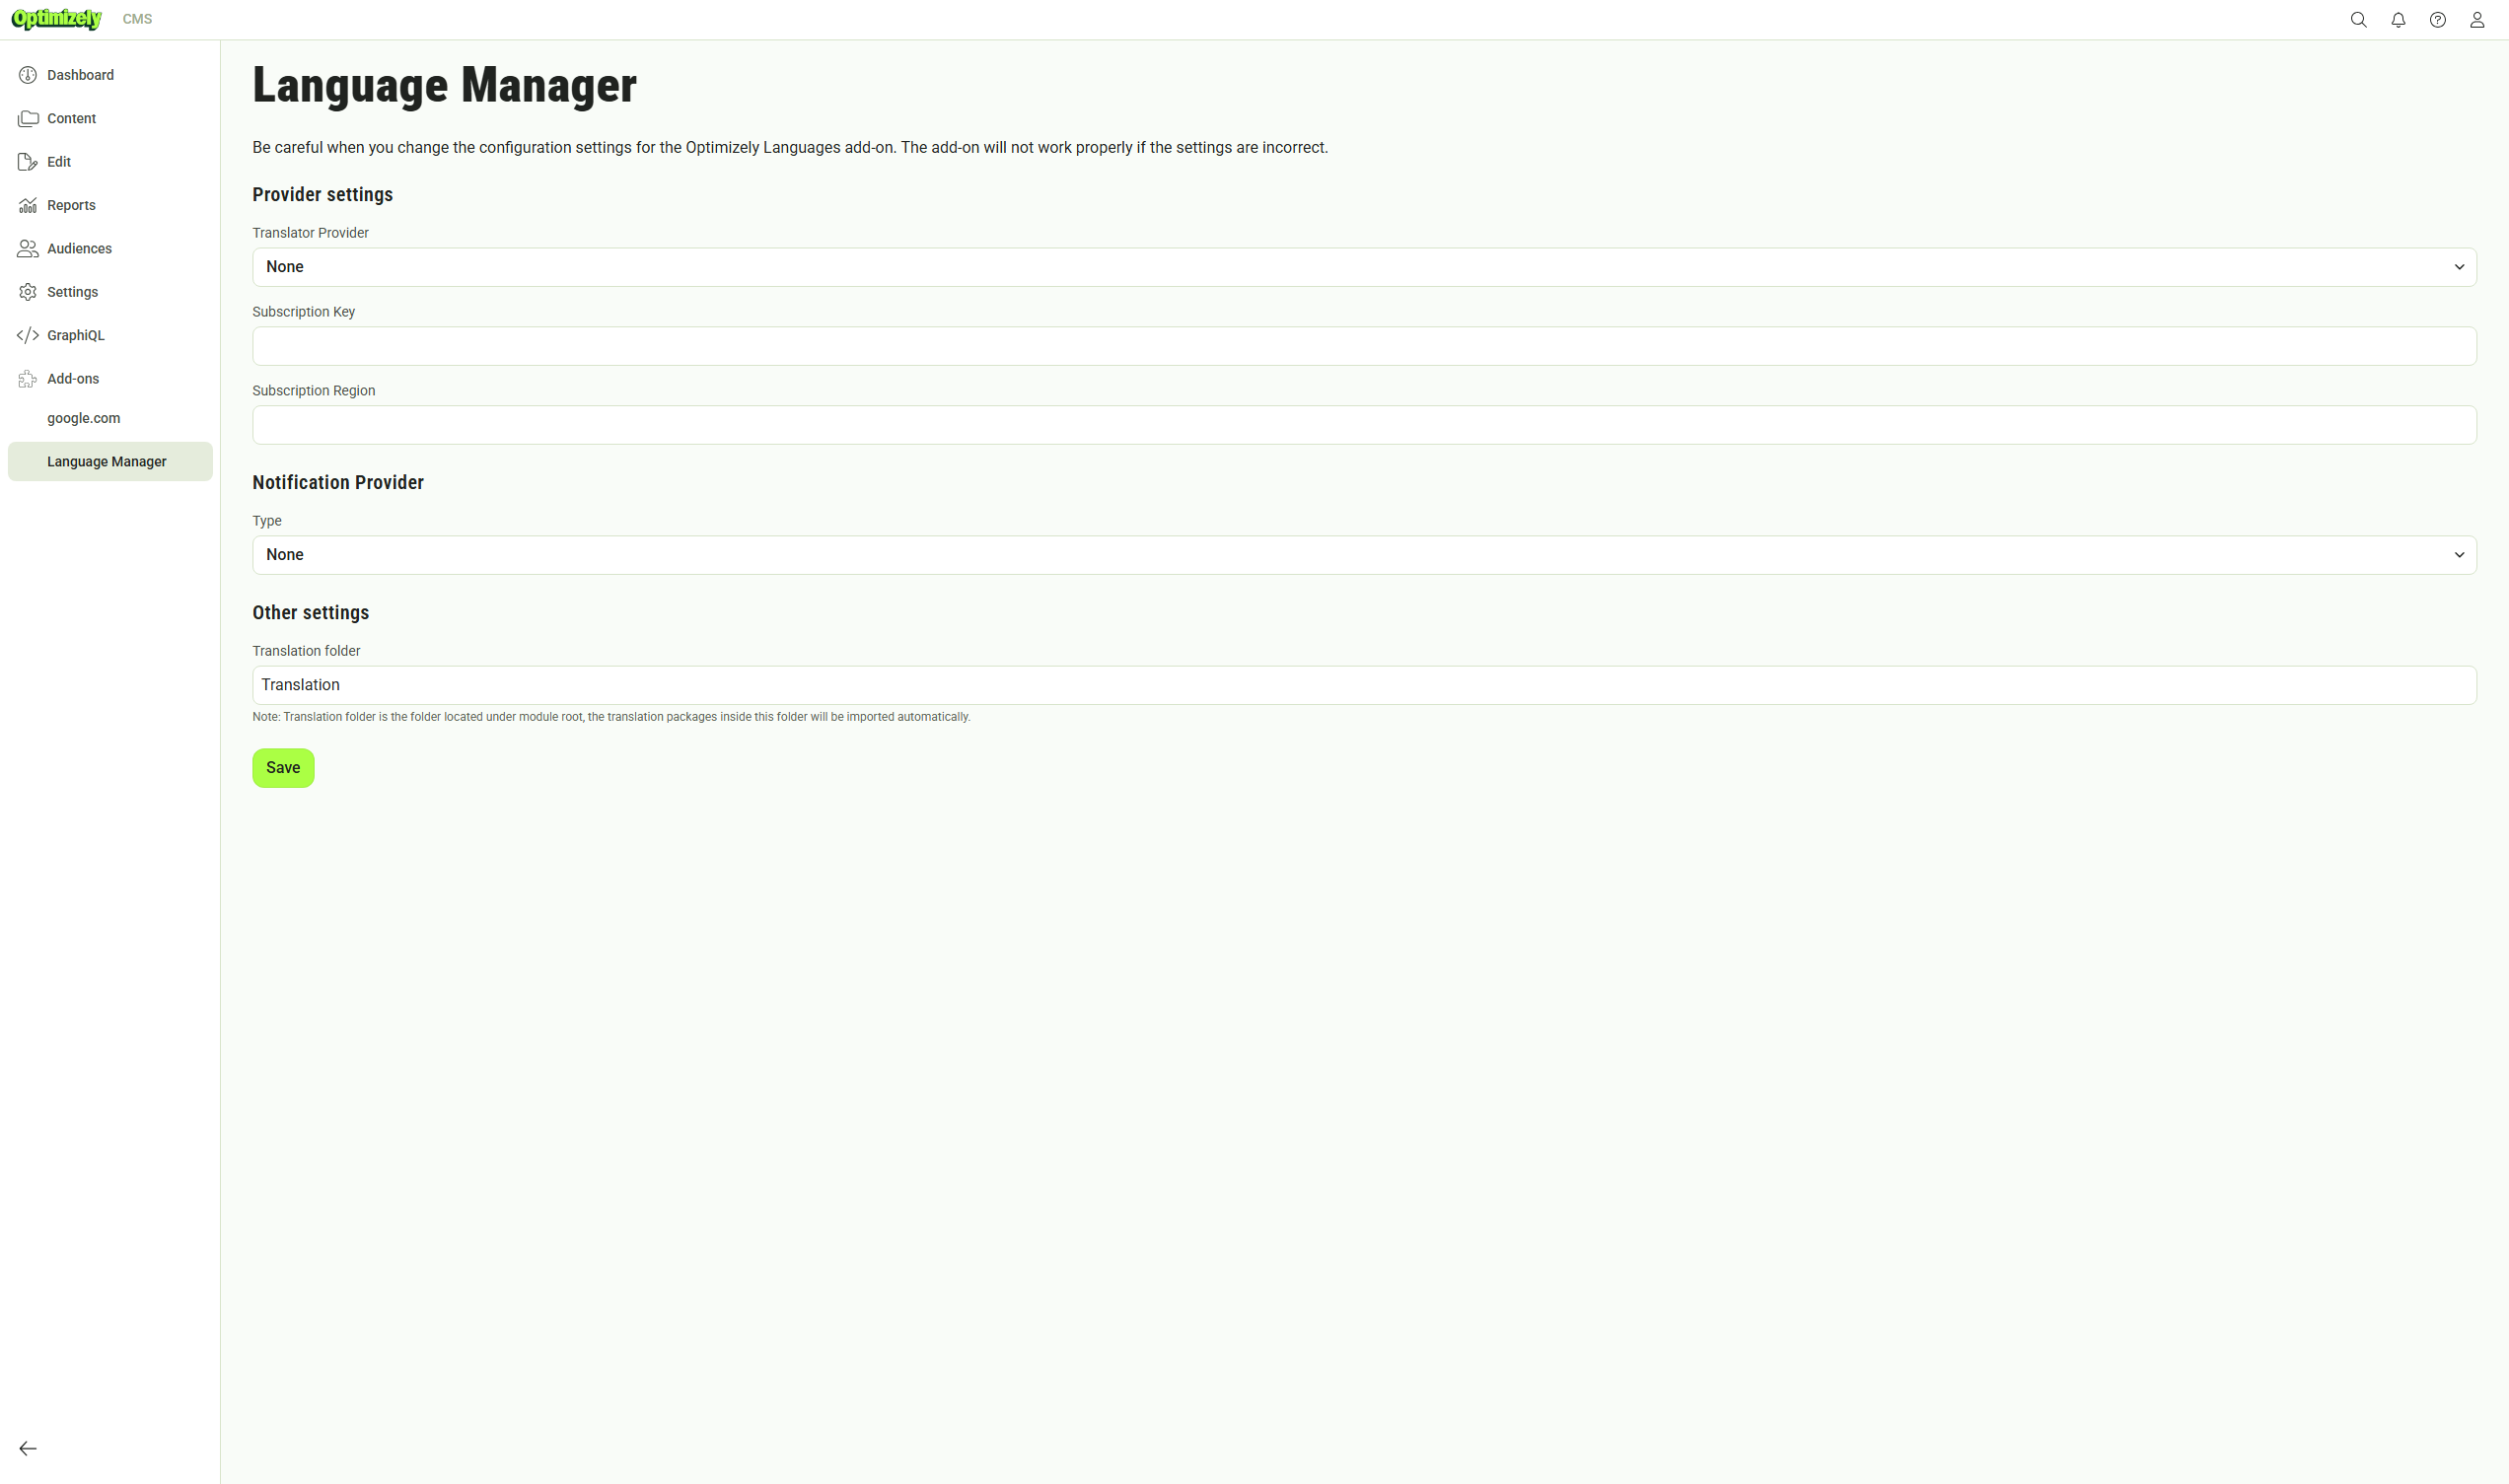 Optimizely CMS
Dashboard
Content
Edit
Reports
Audiences
Settings
GraphiQL
Add-ons
google.com
Language Manager
Language Manager
Be careful when you change the configuration settings for the Optimizely Languages add-on. The add-on will not work properly if the settings are incorrect.
Provider settings
Translator Provider
None
Subscription Key
Subscription Region
Notification Provider
Type
None
Other settings
Translation folder
Translation
Note: Translation folder is the folder located under module root, the translation packages inside this folder will be imported automatically.
Save